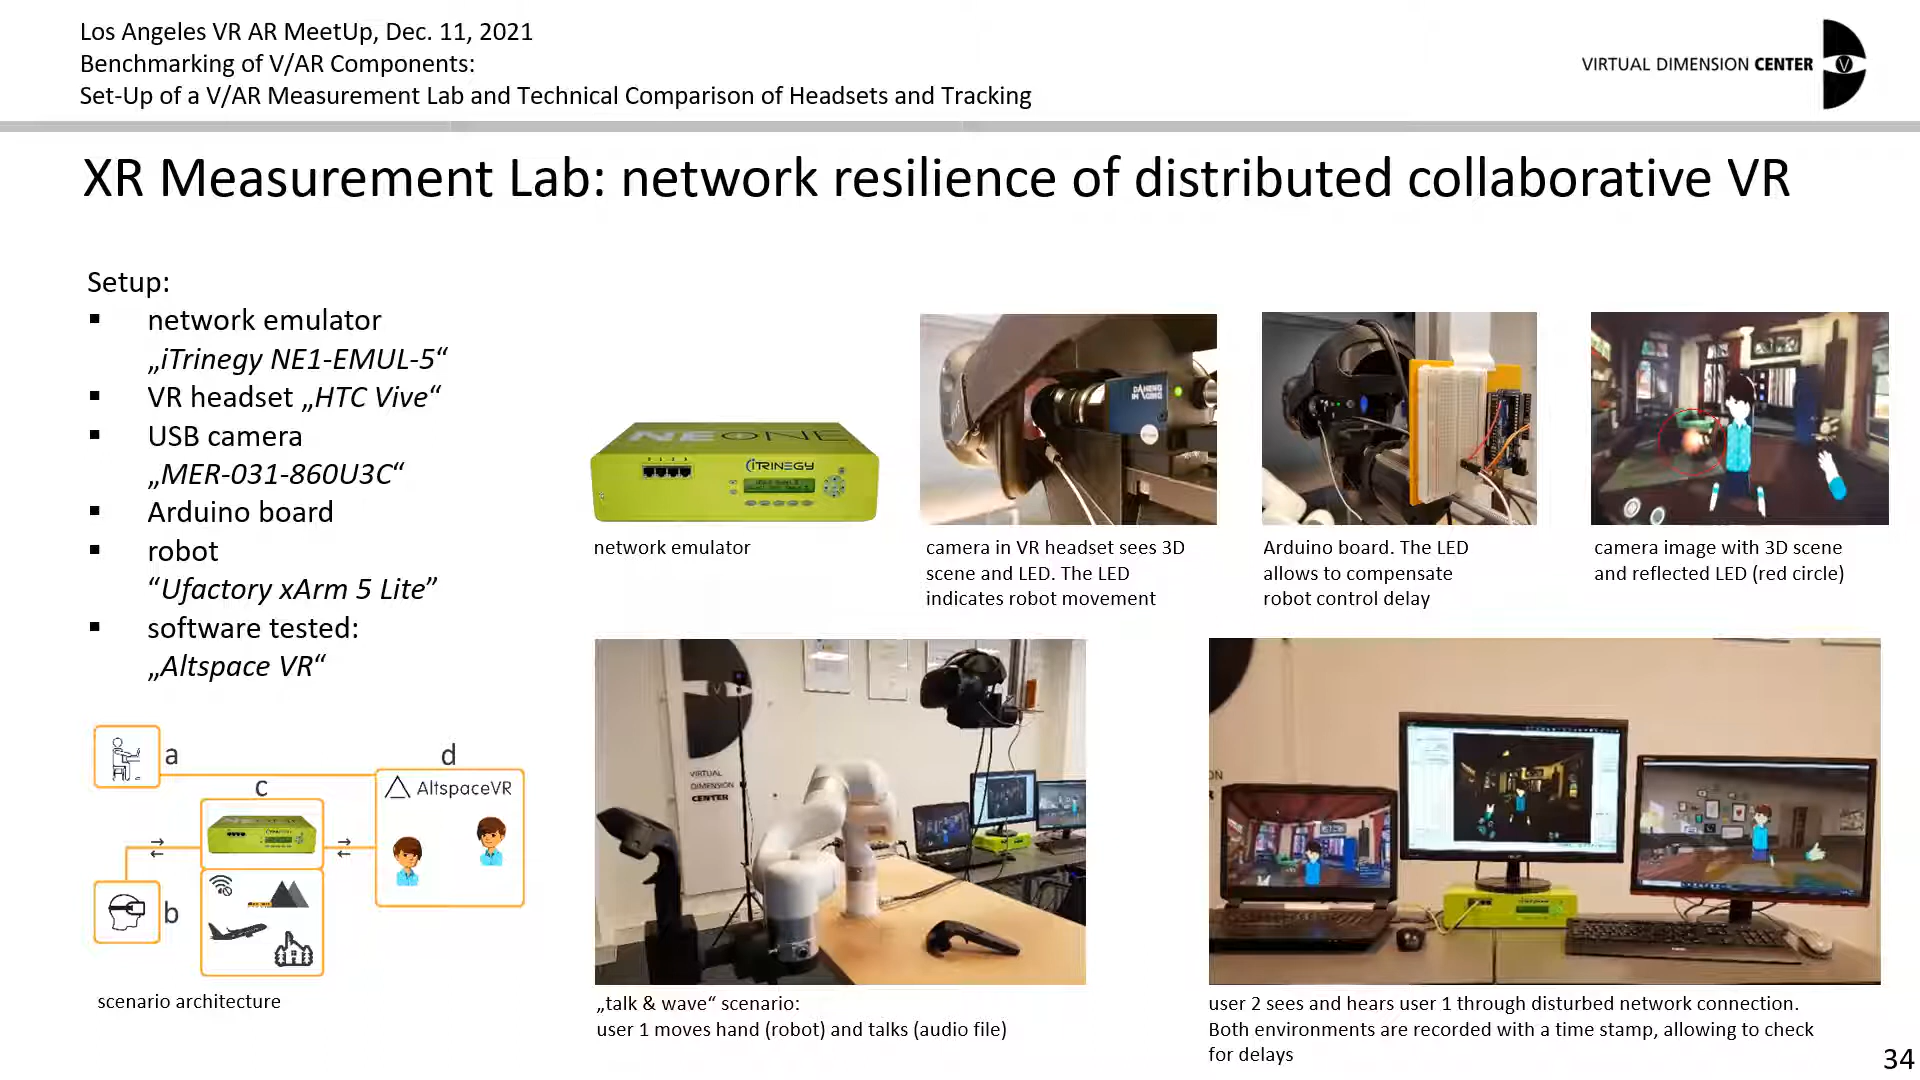 Los Angeles VR AR MeetUp, Dec. 11, 2021
Benchmarking of V/AR Components:
Set-Up of a V/AR Measurement Lab and Technical Comparison of Headsets and Tracking
VIRTUAL DIMENSION CENTER
V
XR Measurement Lab: network resilience of distributed collaborative VR
Setup:
▪ network emulator
„iTrinegy NE1-EMUL-5“
▪ VR headset „HTC Vive“
▪ USB camera
„MER-031-860U3C“
▪ Arduino board
▪ robot
“Ufactory xArm 5 Lite”
▪ software tested:
„Altspace VR“
NEONE
iTRINEGY
DAHENG
IMAGING
network emulator
camera in VR headset sees 3D
scene and LED. The LED
indicates robot movement
Arduino board. The LED
allows to compensate
robot control delay
camera image with 3D scene
and reflected LED (red circle)
a
b
c
d
AltspaceVR
scenario architecture
V
VIRTUAL
DIMENSION
CENTER
„talk & wave“ scenario:
user 1 moves hand (robot) and talks (audio file)
user 2 sees and hears user 1 through disturbed network connection.
Both environments are recorded with a time stamp, allowing to check
for delays
34